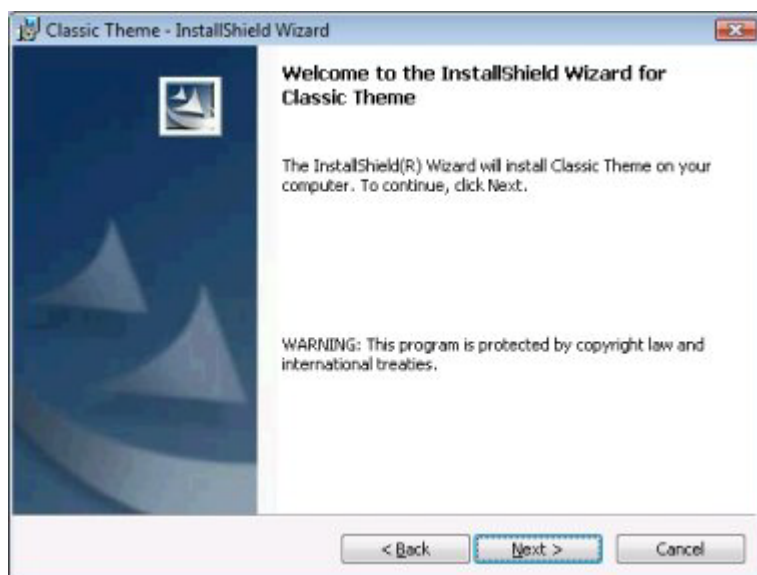 Classic Theme - InstallShield Wizard
Welcome to the InstallShield Wizard for
Classic Theme
The InstallShield(R) Wizard will install Classic Theme on your
computer. To continue, click Next.
WARNING: This program is protected by copyright law and
international treaties.
< Back
Next >
Cancel